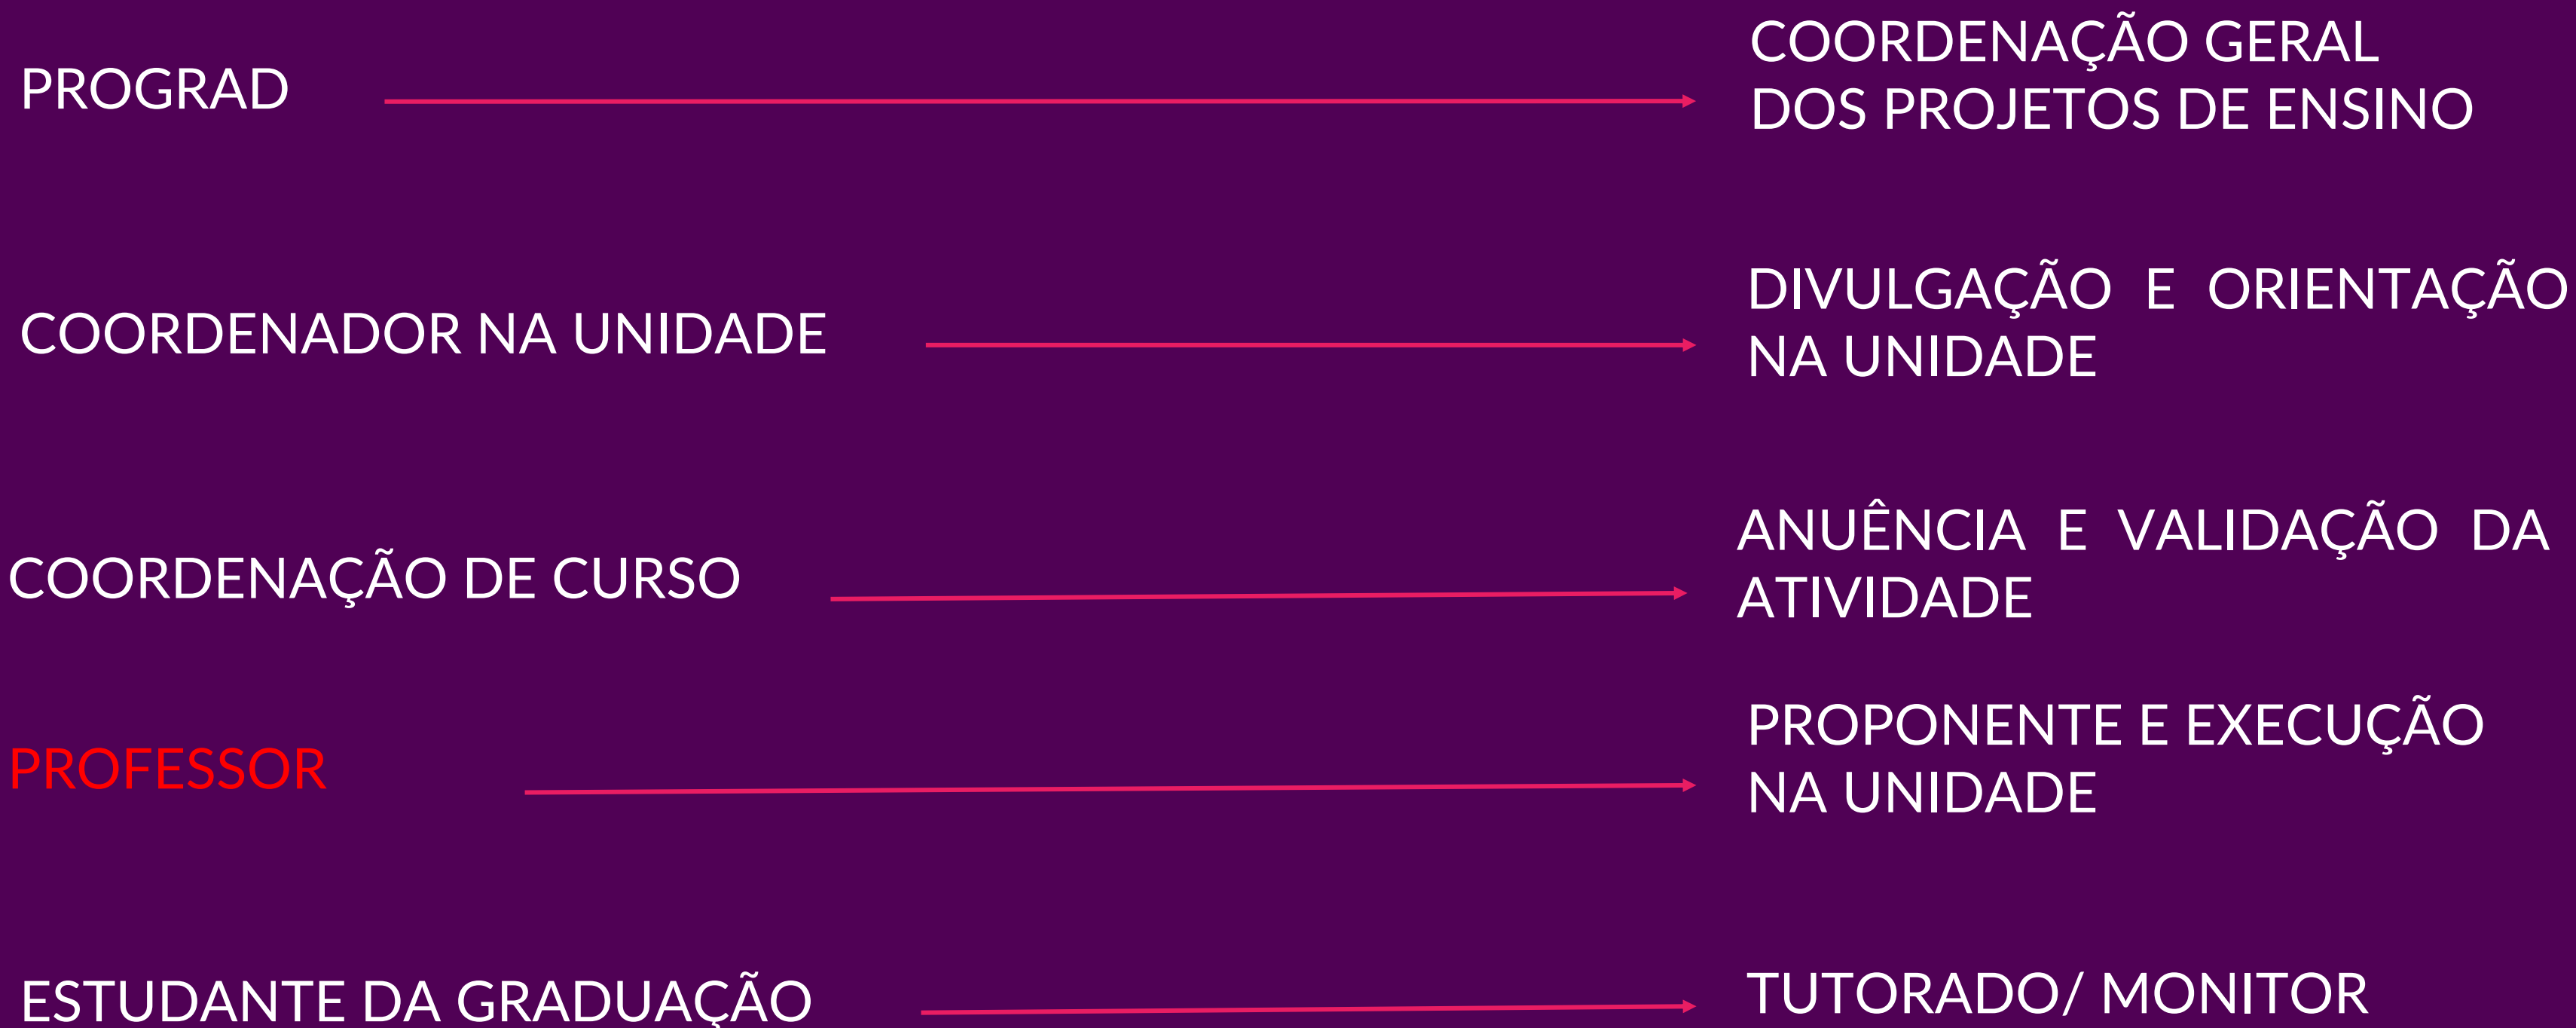 PROGRAD
COORDENAÇÃO GERAL
DOS PROJETOS DE ENSINO
COORDENADOR NA UNIDADE
DIVULGAÇÃO E ORIENTAÇÃO
NA UNIDADE
COORDENAÇÃO DE CURSO
ANUÊNCIA E VALIDAÇÃO DA
ATIVIDADE
PROFESSOR
PROPONENTE E EXECUÇÃO
NA UNIDADE
ESTUDANTE DA GRADUAÇÃO
TUTORADO/ MONITOR